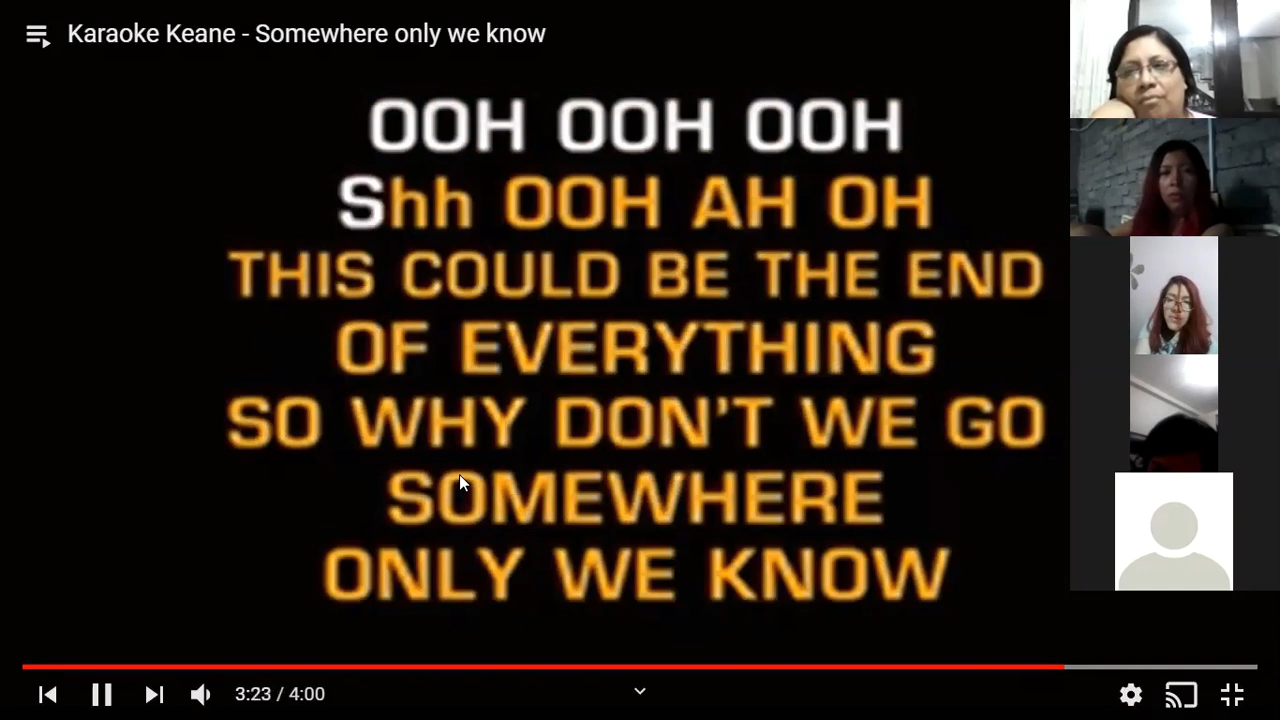 Karaoke Keane - Somewhere only we know
OOH OOH OOH
Shh OOH AH OH
THIS COULD BE THE END
OF EVERYTHING
SO WHY DON'T WE GO
SOMEWHERE
ONLY WE KNOW
3:23 / 4:00